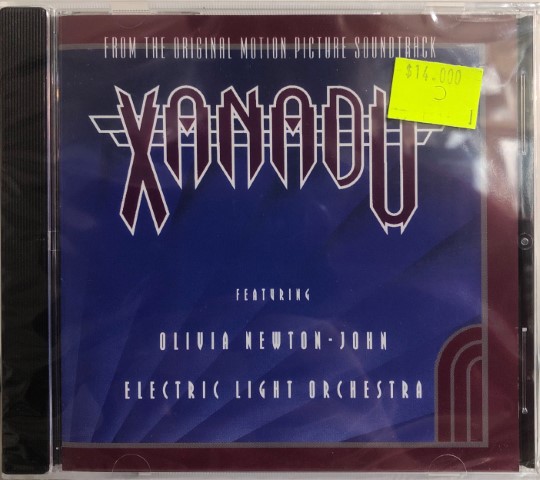 FROM THE ORIGINAL MOTION PICTURE SOUNDTRACK
$14.000
XANADU
FEATURING
OLIVIA NEWTON-JOHN
ELECTRIC LIGHT ORCHESTRA